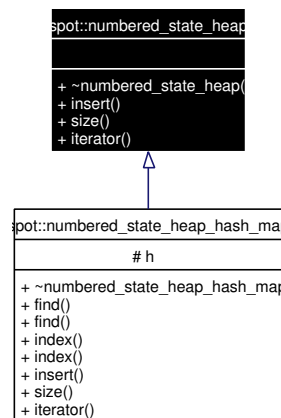 spot::numbered_state_heap
+ ~numbered_state_heap(
+ insert()
+ size()
+ iterator()
spot::numbered_state_heap_hash_map
# h
+ ~numbered_state_heap_hash_map
+ find()
+ find()
+ index()
+ index()
+ insert()
+ size()
+ iterator()